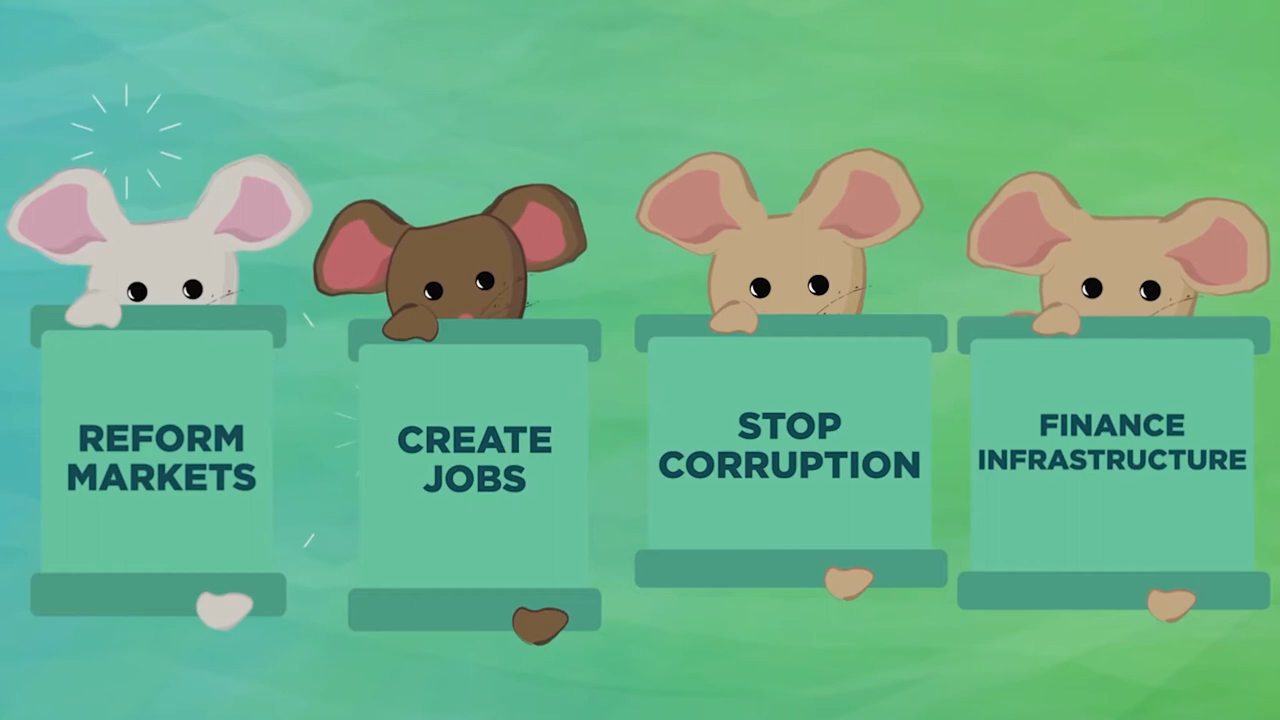 REFORM
MARKETS
CREATE
JOBS
STOP
CORRUPTION
FINANCE
INFRASTRUCTURE